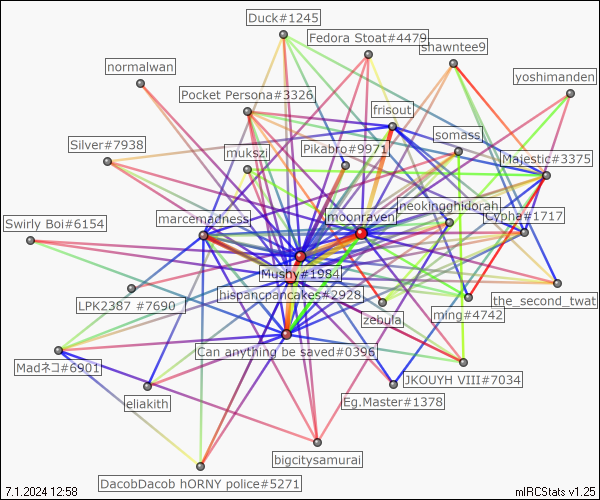 Duck#1245
Fedora Stoat#4479
shawntee9
normalwan
yoshimanden
Pocket Persona#3326
frisout
somass
Silver#7938
mukszi
Pikabro#9971
Majestic#3375
neokingghidorah
marcemadness
moonraven
Cypha#1717
Swirly Boi#6154
Mushy#1984
hispancpancakes#2928
LPK2387 #7690
the_second_twat
zebula
ming#4742
Can anything be saved#0396
Madネコ#6901
JKOUYH VIII#7034
eliakith
Eg.Master#1378
bigcitysamurai
DacobDacob hORNY police#5271
7.1.2024 12:58
mIRCStats v1.25